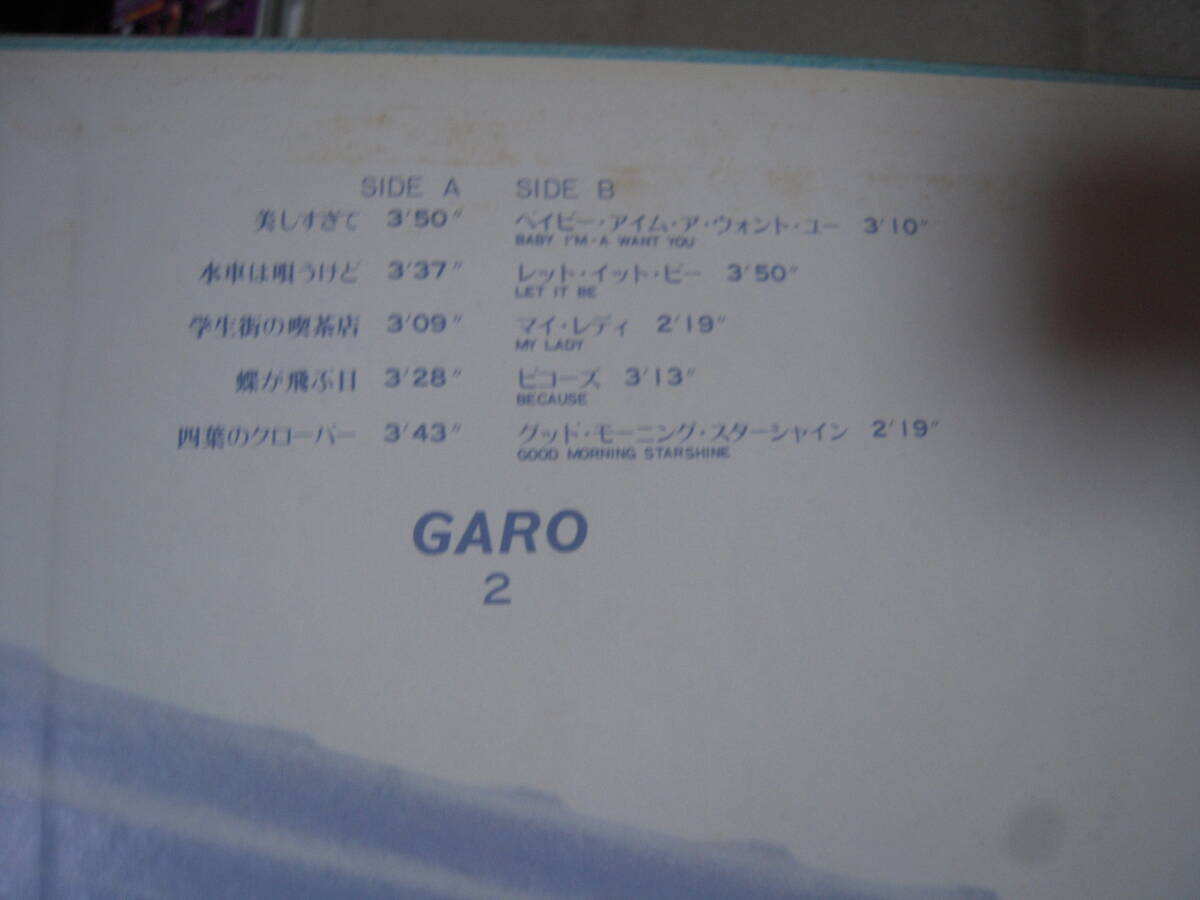 SIDE A
美しすぎて 3'50"
水車は唄うけど 3'37"
学生街の喫茶店 3'09"
蝶が飛ぶ日 3'28"
四葉のクローバー 3'43"
SIDE B
ベイビー・アイム・ア・ウォント・ユー 3'10"
BABY I'M-A WANT YOU
レット・イット・ビー 3'50"
LET IT BE
マイ・レディ 2'19"
MY LADY
ビコーズ 3'13"
BECAUSE
グッド・モーニング・スターシャイン 2'19"
GOOD MORNING STARSHINE
GARO
2